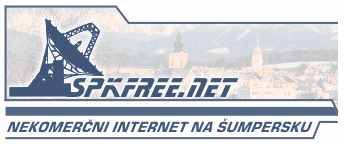 SPKFREE.NET
NEKOMERČNI INTERNET NA ŠUMPERSKU